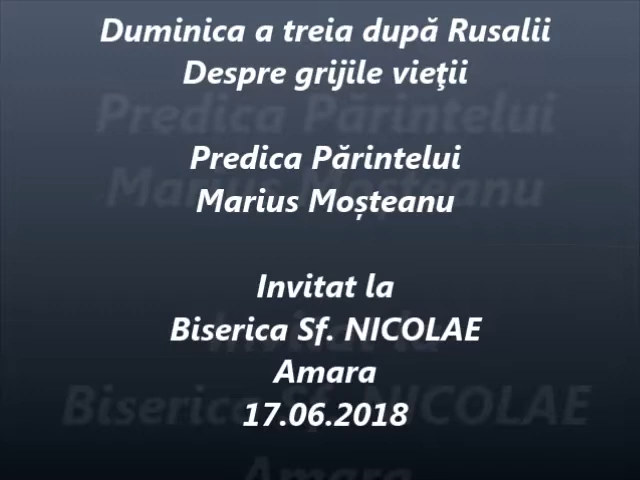 Duminica a treia după Rusalii
Despre grijile vieţii
Predica Părintelui
Marius Moșteanu
Invitat la
Biserica Sf. NICOLAE
Amara
17.06.2018